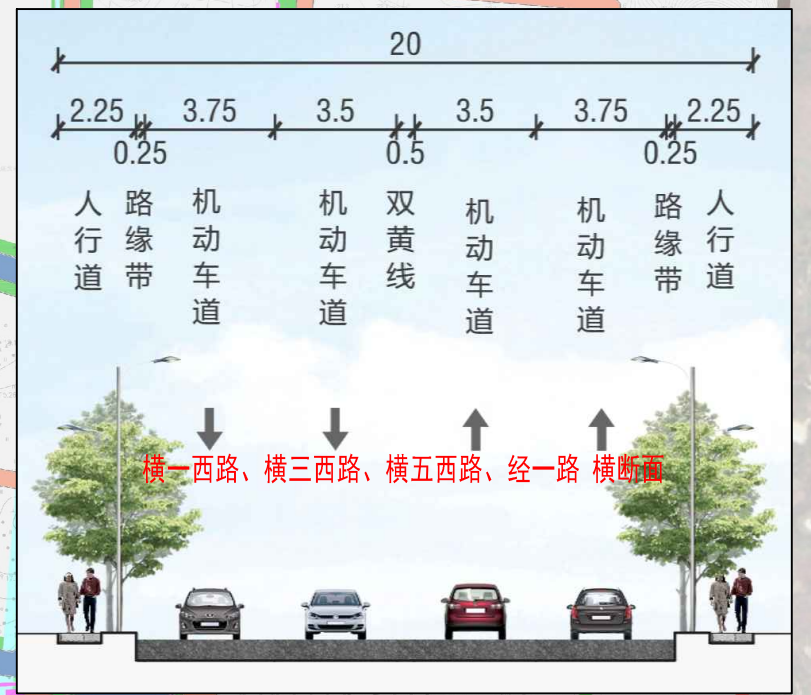 20
2.25 3.75 3.5 3.5 3.75 2.25
0.25 0.5 0.25
人行道 路缘带 机动车道 机动车道 双黄线 机动车道 机动车道 路缘带 人行道
横一西路、横三西路、横五西路、经一路 横断面